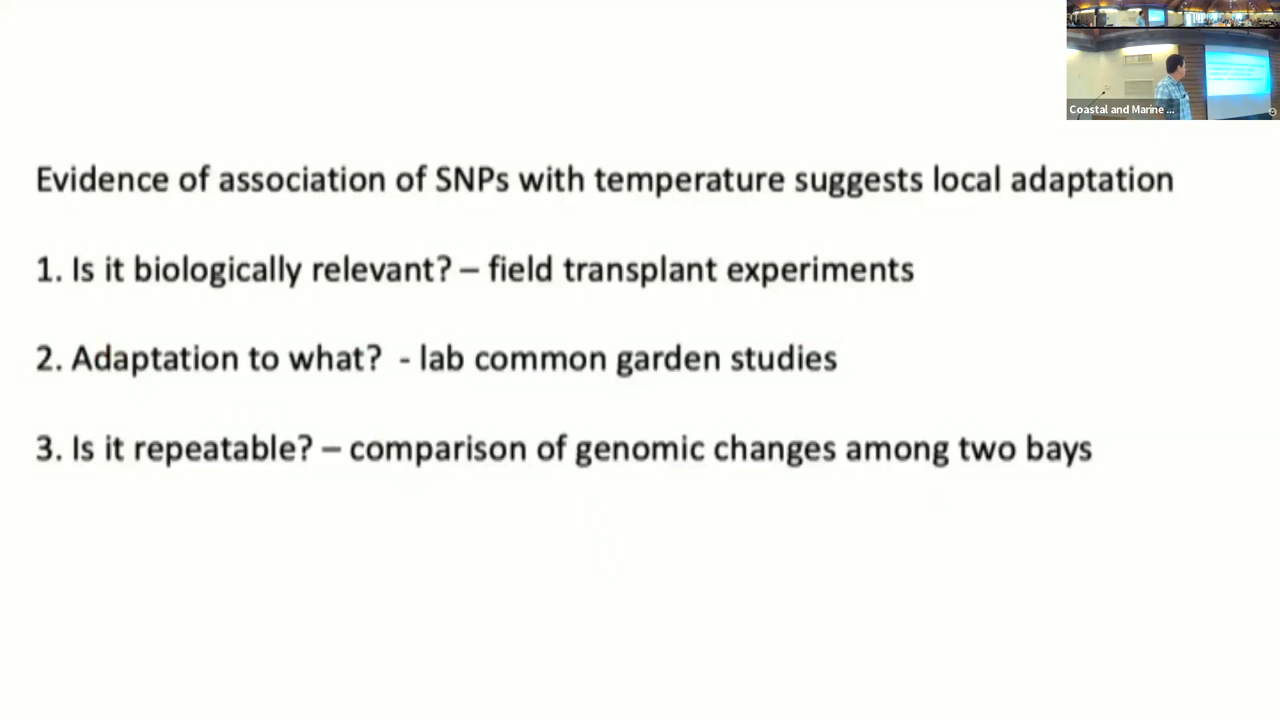 Coastal and Marine ...
Evidence of association of SNPs with temperature suggests local adaptation
1. Is it biologically relevant? – field transplant experiments
2. Adaptation to what?  - lab common garden studies
3. Is it repeatable? – comparison of genomic changes among two bays